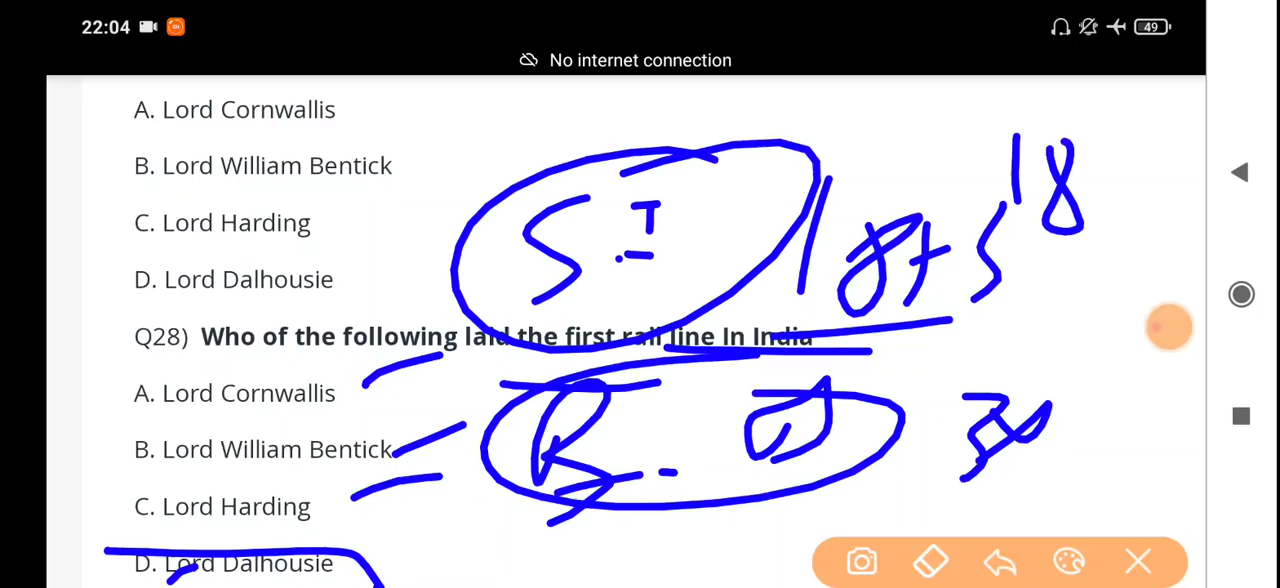 22:04
49
No internet connection
A. Lord Cornwallis
B. Lord William Bentick
C. Lord Harding
D. Lord Dalhousie
18
Q28) Who of the following laid the first rail line In India
A. Lord Cornwallis
B. Lord William Bentick
C. Lord Harding
D. Lord Dalhousie